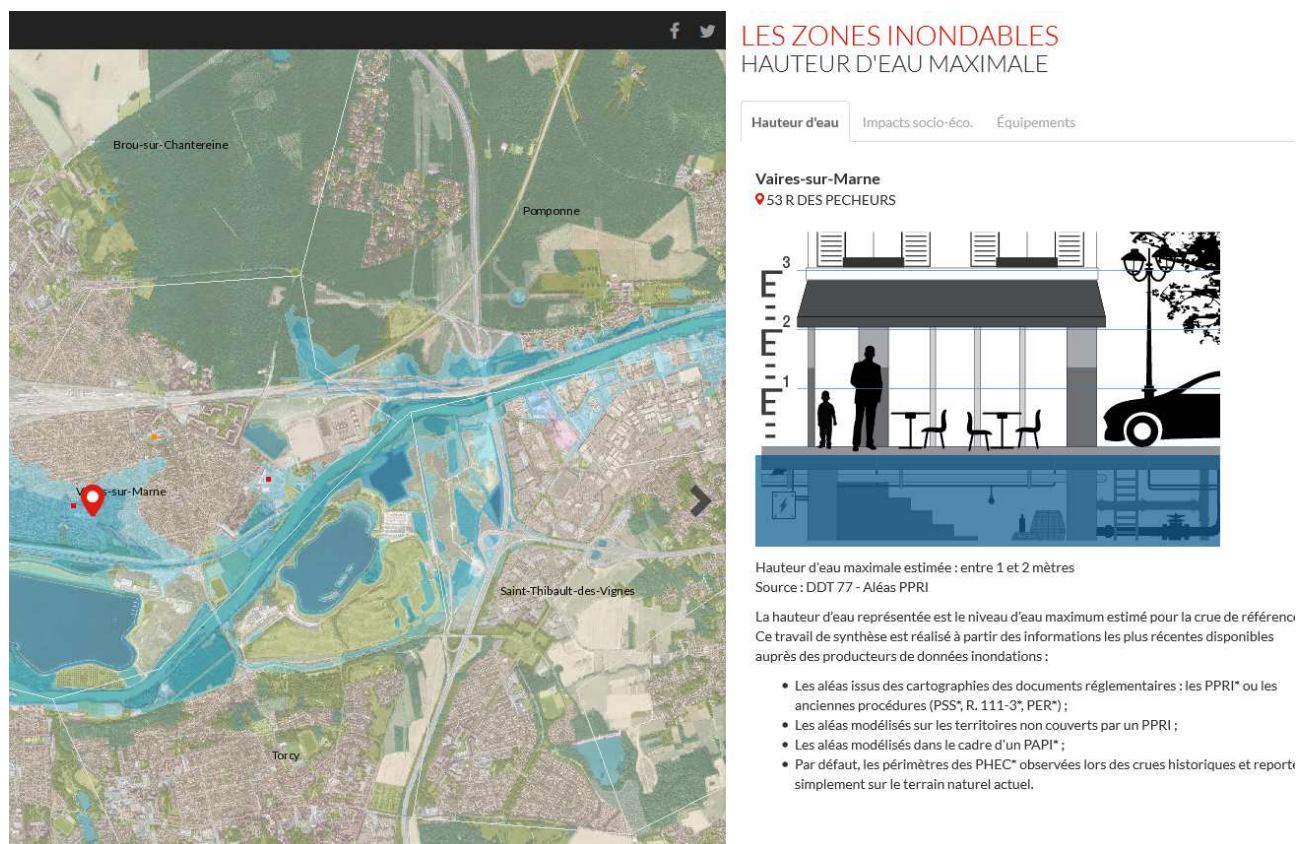 LES ZONES INONDABLES
HAUTEUR D'EAU MAXIMALE
Hauteur d'eau
Impacts socio-éco.
Équipements
Vaires-sur-Marne
53 R DES PECHEURS
3
2
1
Hauteur d'eau maximale estimée : entre 1 et 2 mètres
Source : DDT 77 - Aléas PPRI
La hauteur d'eau représentée est le niveau d'eau maximum estimé pour la crue de référence
Ce travail de synthèse est réalisé à partir des informations les plus récentes disponibles
auprès des producteurs de données inondations :
• Les aléas issus des cartographies des documents réglementaires : les PPRI* ou les
anciennes procédures (PSS*, R. 111-3*, PER*) ;
• Les aléas modélisés sur les territoires non couverts par un PPRI ;
• Les aléas modélisés dans le cadre d'un PAPI* ;
• Par défaut, les périmètres des PHEC* observées lors des crues historiques et reporté
simplement sur le terrain naturel actuel.
Brou-sur-Chantereine
Pomponne
Vaires-sur-Marne
Saint-Thibault-des-Vignes
Torcy